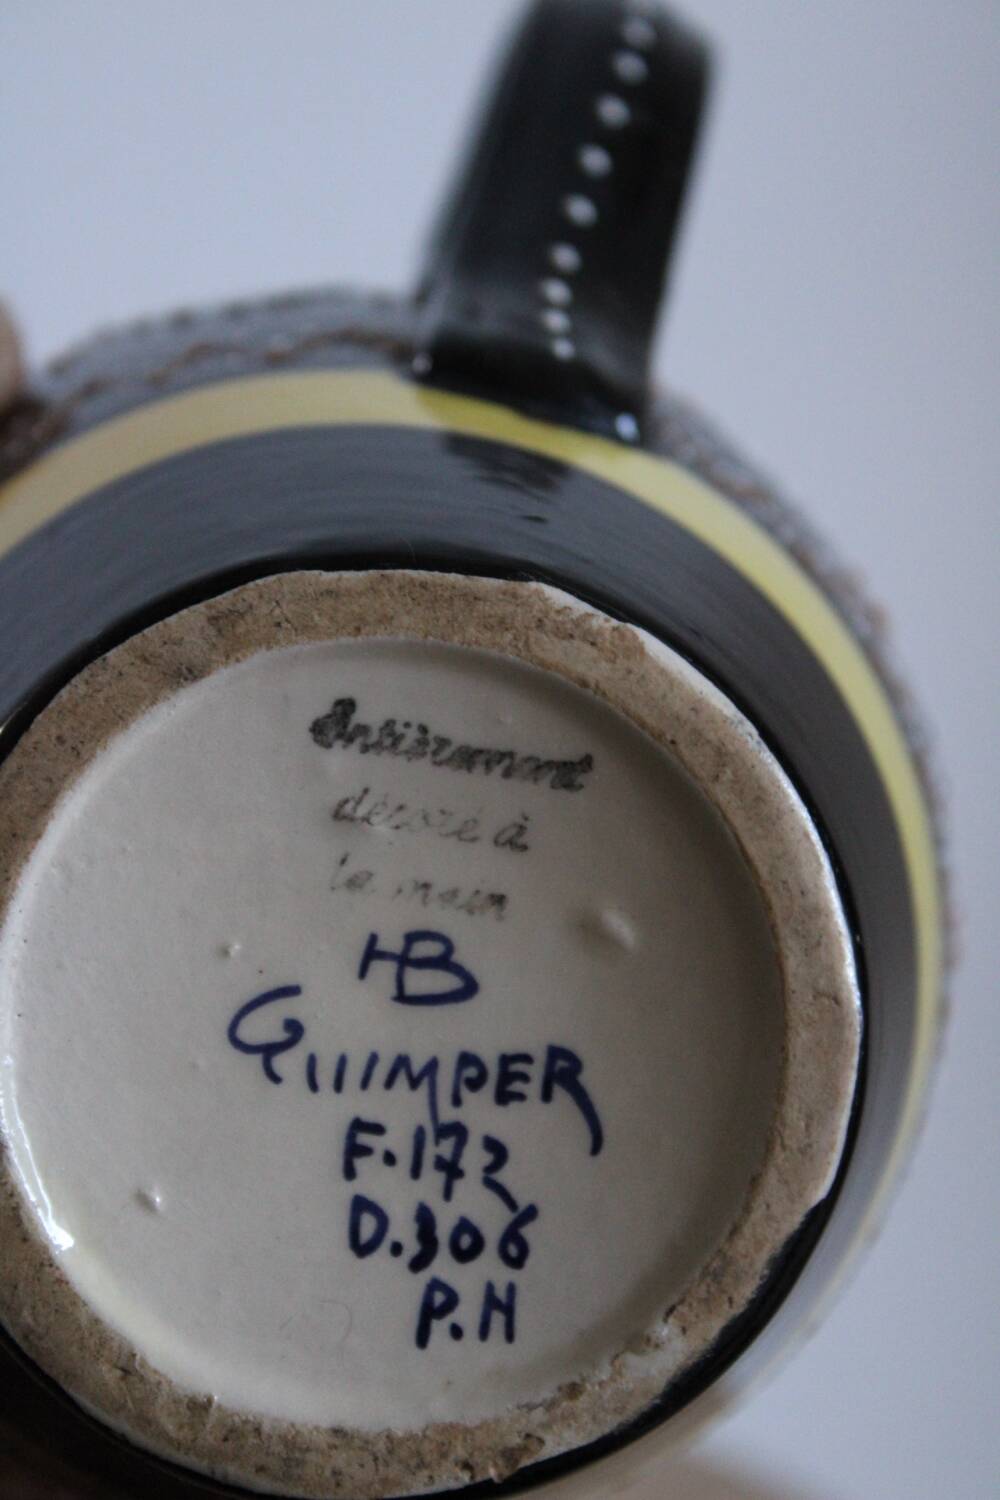 Entièrement
décoré à
la main
HB
QUIMPER
F.172
D.306
P.H